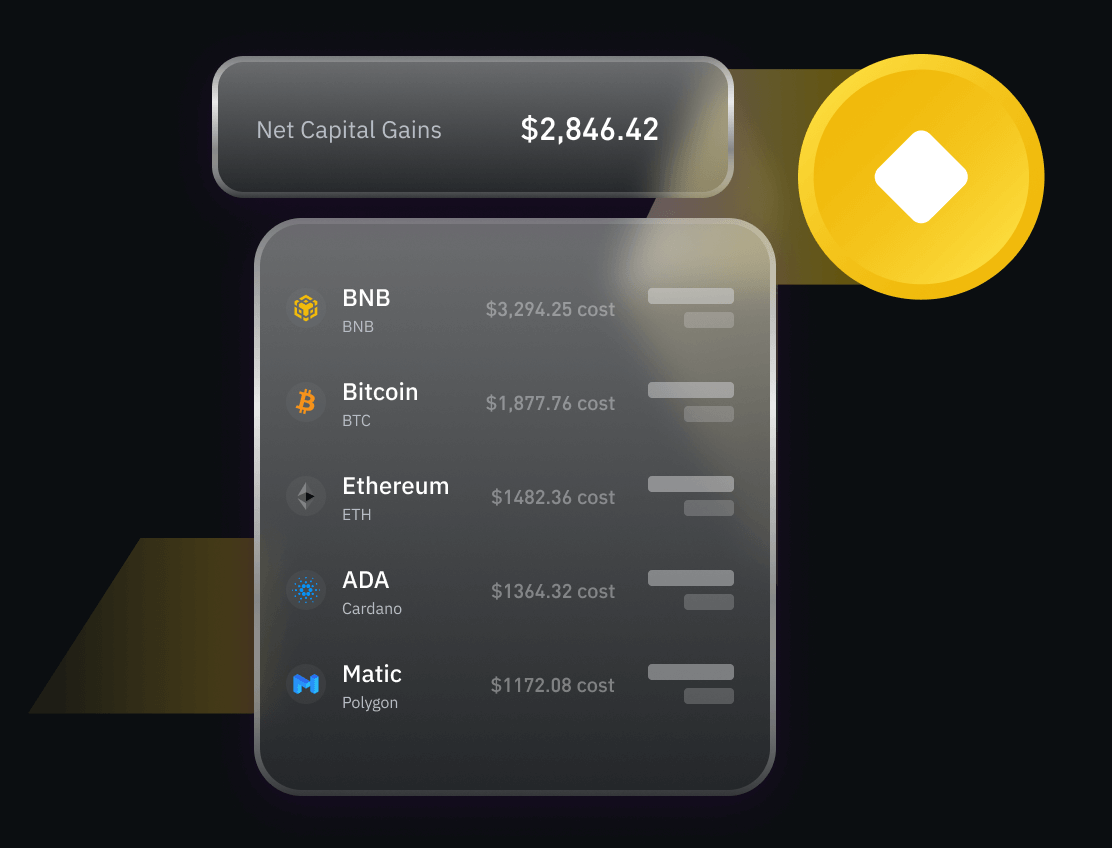 Net Capital Gains $2,846.42
BNB
$3,294.25 cost
BNB
Bitcoin
$1,877.76 cost
BTC
Ethereum
$1482.36 cost
ETH
ADA
$1364.32 cost
Cardano
Matic
$1172.08 cost
Polygon